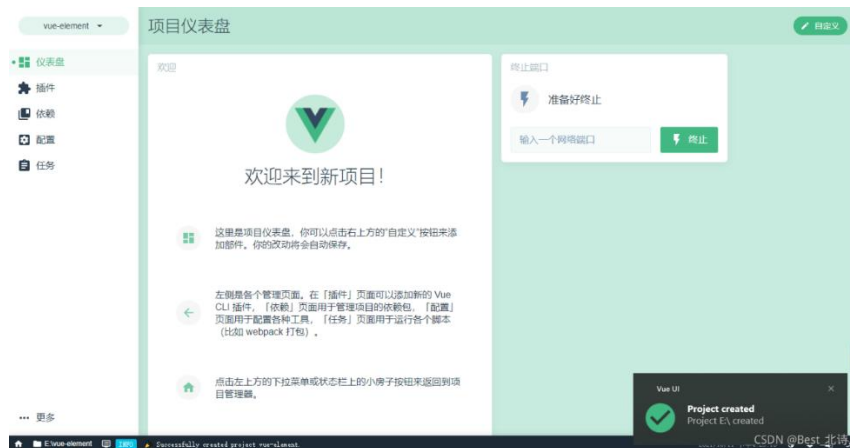 vue-element
项目仪表盘
自定义
仪表盘
插件
依赖
配置
任务
欢迎
欢迎来到新项目！
这里是项目仪表盘，你可以点击右上方的“自定义”按钮来添
加部件。你的改动将会自动保存。
左侧是各个管理页面。在「插件」页面可以添加新的 Vue
CLI 插件，「依赖」页面用于管理项目的依赖包，「配置」
页面用于配置各种工具，「任务」页面用于运行各个脚本
（比如 webpack 打包）。
点击左上方的下拉菜单或状态栏上的小房子按钮来返回到项
目管理器。
终止端口
准备好终止
输入一个网络端口
终止
Vue UI
Project created
Project E:\ created
更多
E:\vue-element
INFO
Successfully created project vue-element.
CSDN @Best_北诗